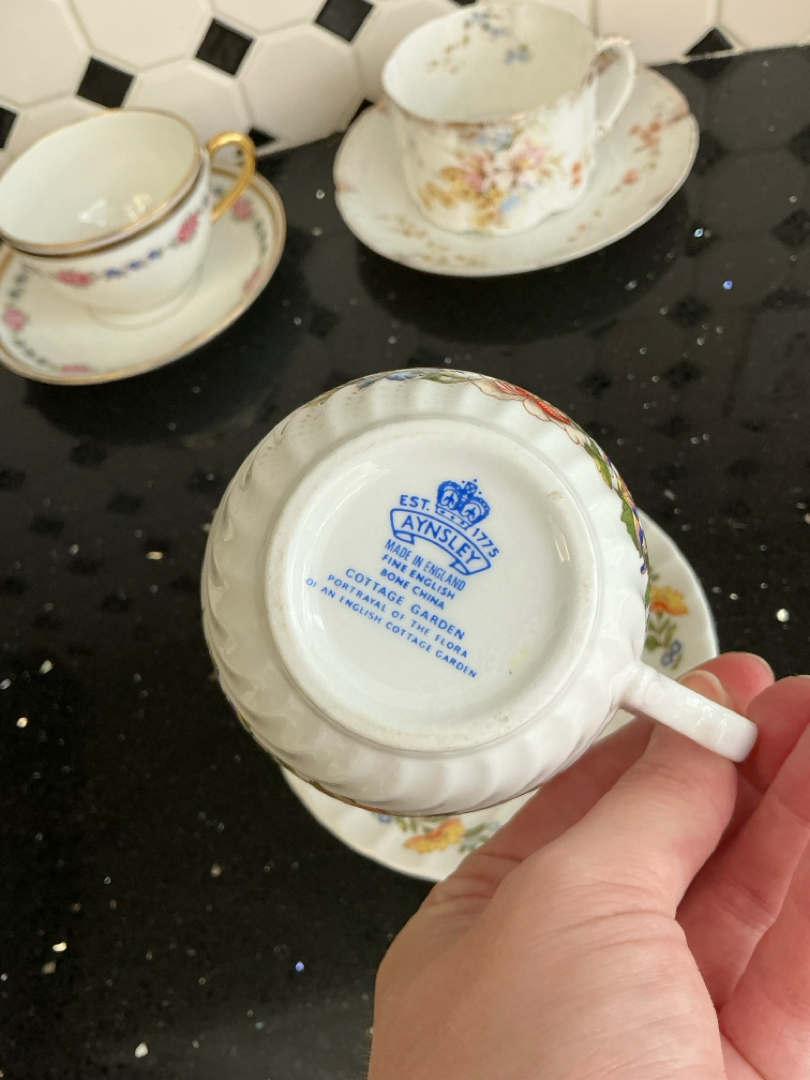 EST. 1775
AYNSLEY
MADE IN ENGLAND
FINE ENGLISH
BONE CHINA
COTTAGE GARDEN
PORTRAYAL OF THE FLORA
OF AN ENGLISH COTTAGE GARDEN